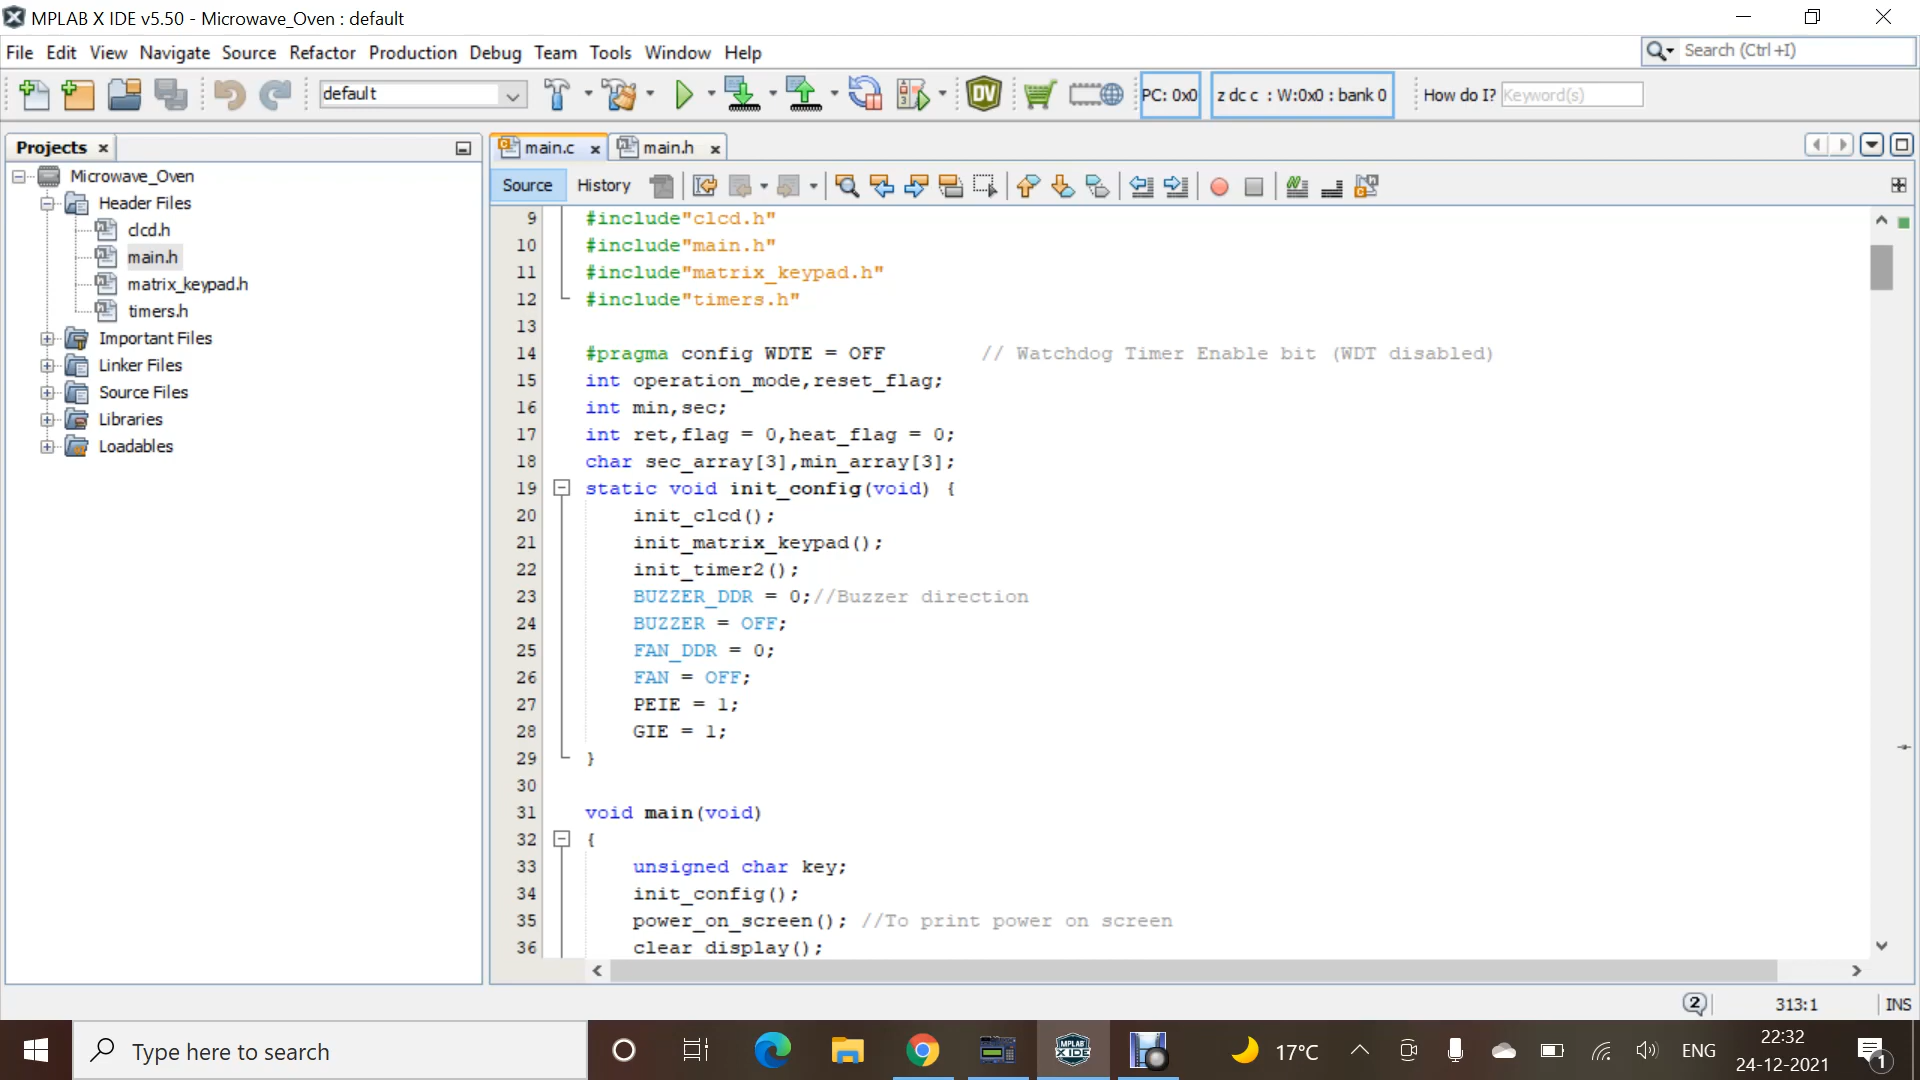 MPLAB X IDE v5.50 - Microwave_Oven : default
File Edit View Navigate Source Refactor Production Debug Team Tools Window Help
Search (Ctrl+I)
default
PC: 0x0
z dc c : W:0x0 : bank 0
How do I? Keyword(s)
Projects
main.c
main.h
Microwave_Oven
Header Files
clcd.h
main.h
matrix_keypad.h
timers.h
Important Files
Linker Files
Source Files
Libraries
Loadables
Source History
9 #include"clcd.h"
10 #include"main.h"
11 #include"matrix_keypad.h"
12 #include"timers.h"
13
14 #pragma config WDTE = OFF // Watchdog Timer Enable bit (WDT disabled)
15 int operation_mode,reset_flag;
16 int min,sec;
17 int ret,flag = 0,heat_flag = 0;
18 char sec_array[3],min_array[3];
19 static void init_config(void) {
20 init_clcd();
21 init_matrix_keypad();
22 init_timer2();
23 BUZZER_DDR = 0;//Buzzer direction
24 BUZZER = OFF;
25 FAN_DDR = 0;
26 FAN = OFF;
27 PEIE = 1;
28 GIE = 1;
29 }
30
31 void main(void)
32 {
33 unsigned char key;
34 init_config();
35 power_on_screen(); //To print power on screen
36 clear_display();
2
313:1
INS
Type here to search
MPLAB
X IDE
17°C
ENG
22:32
24-12-2021
1